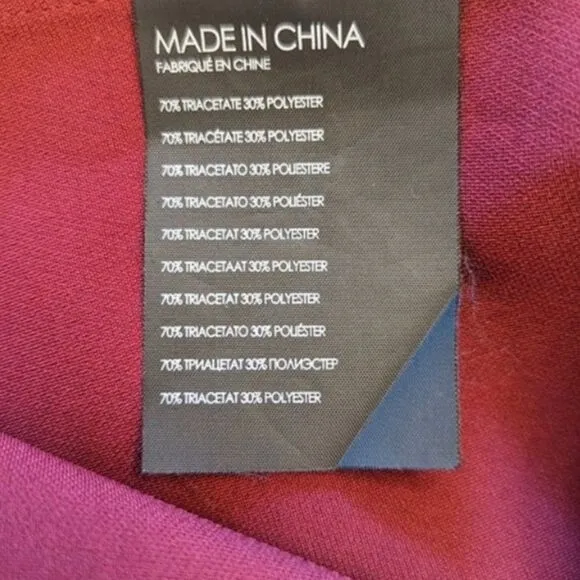 MADE IN CHINA
FABRIQUÉ EN CHINE
70% TRIACETATE 30% POLYESTER
70% TRIACÉTATE 30% POLYESTER
70% TRIACETATO 30% POLIESTERE
70% TRIACETATO 30% POLIÉSTER
70% TRIACETAT 30% POLYESTER
70% TRIACETAAT 30% POLYESTER
70% TRIACETAT 30% POLYESTER
70% TRIACETATO 30% POLIÉSTER
70% ТРИАЦЕТАТ 30% ПОЛИЭСТЕР
70% TRIACETAT 30% POLYESTER